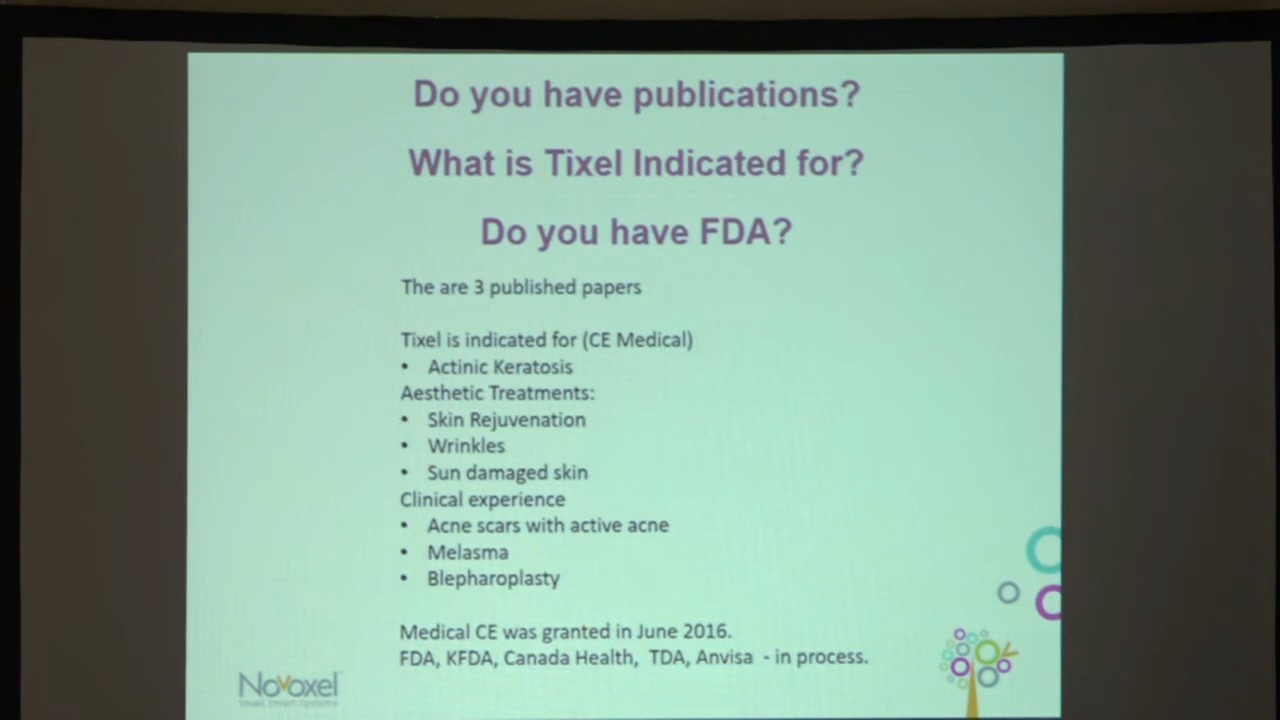 Do you have publications?
What is Tixel Indicated for?
Do you have FDA?
The are 3 published papers
Tixel is indicated for (CE Medical)
• Actinic Keratosis
Aesthetic Treatments:
• Skin Rejuvenation
• Wrinkles
• Sun damaged skin
Clinical experience
• Acne scars with active acne
• Melasma
• Blepharoplasty
Medical CE was granted in June 2016.
FDA, KFDA, Canada Health, TDA, Anvisa - in process.
Novoxel
Small Smart Systems